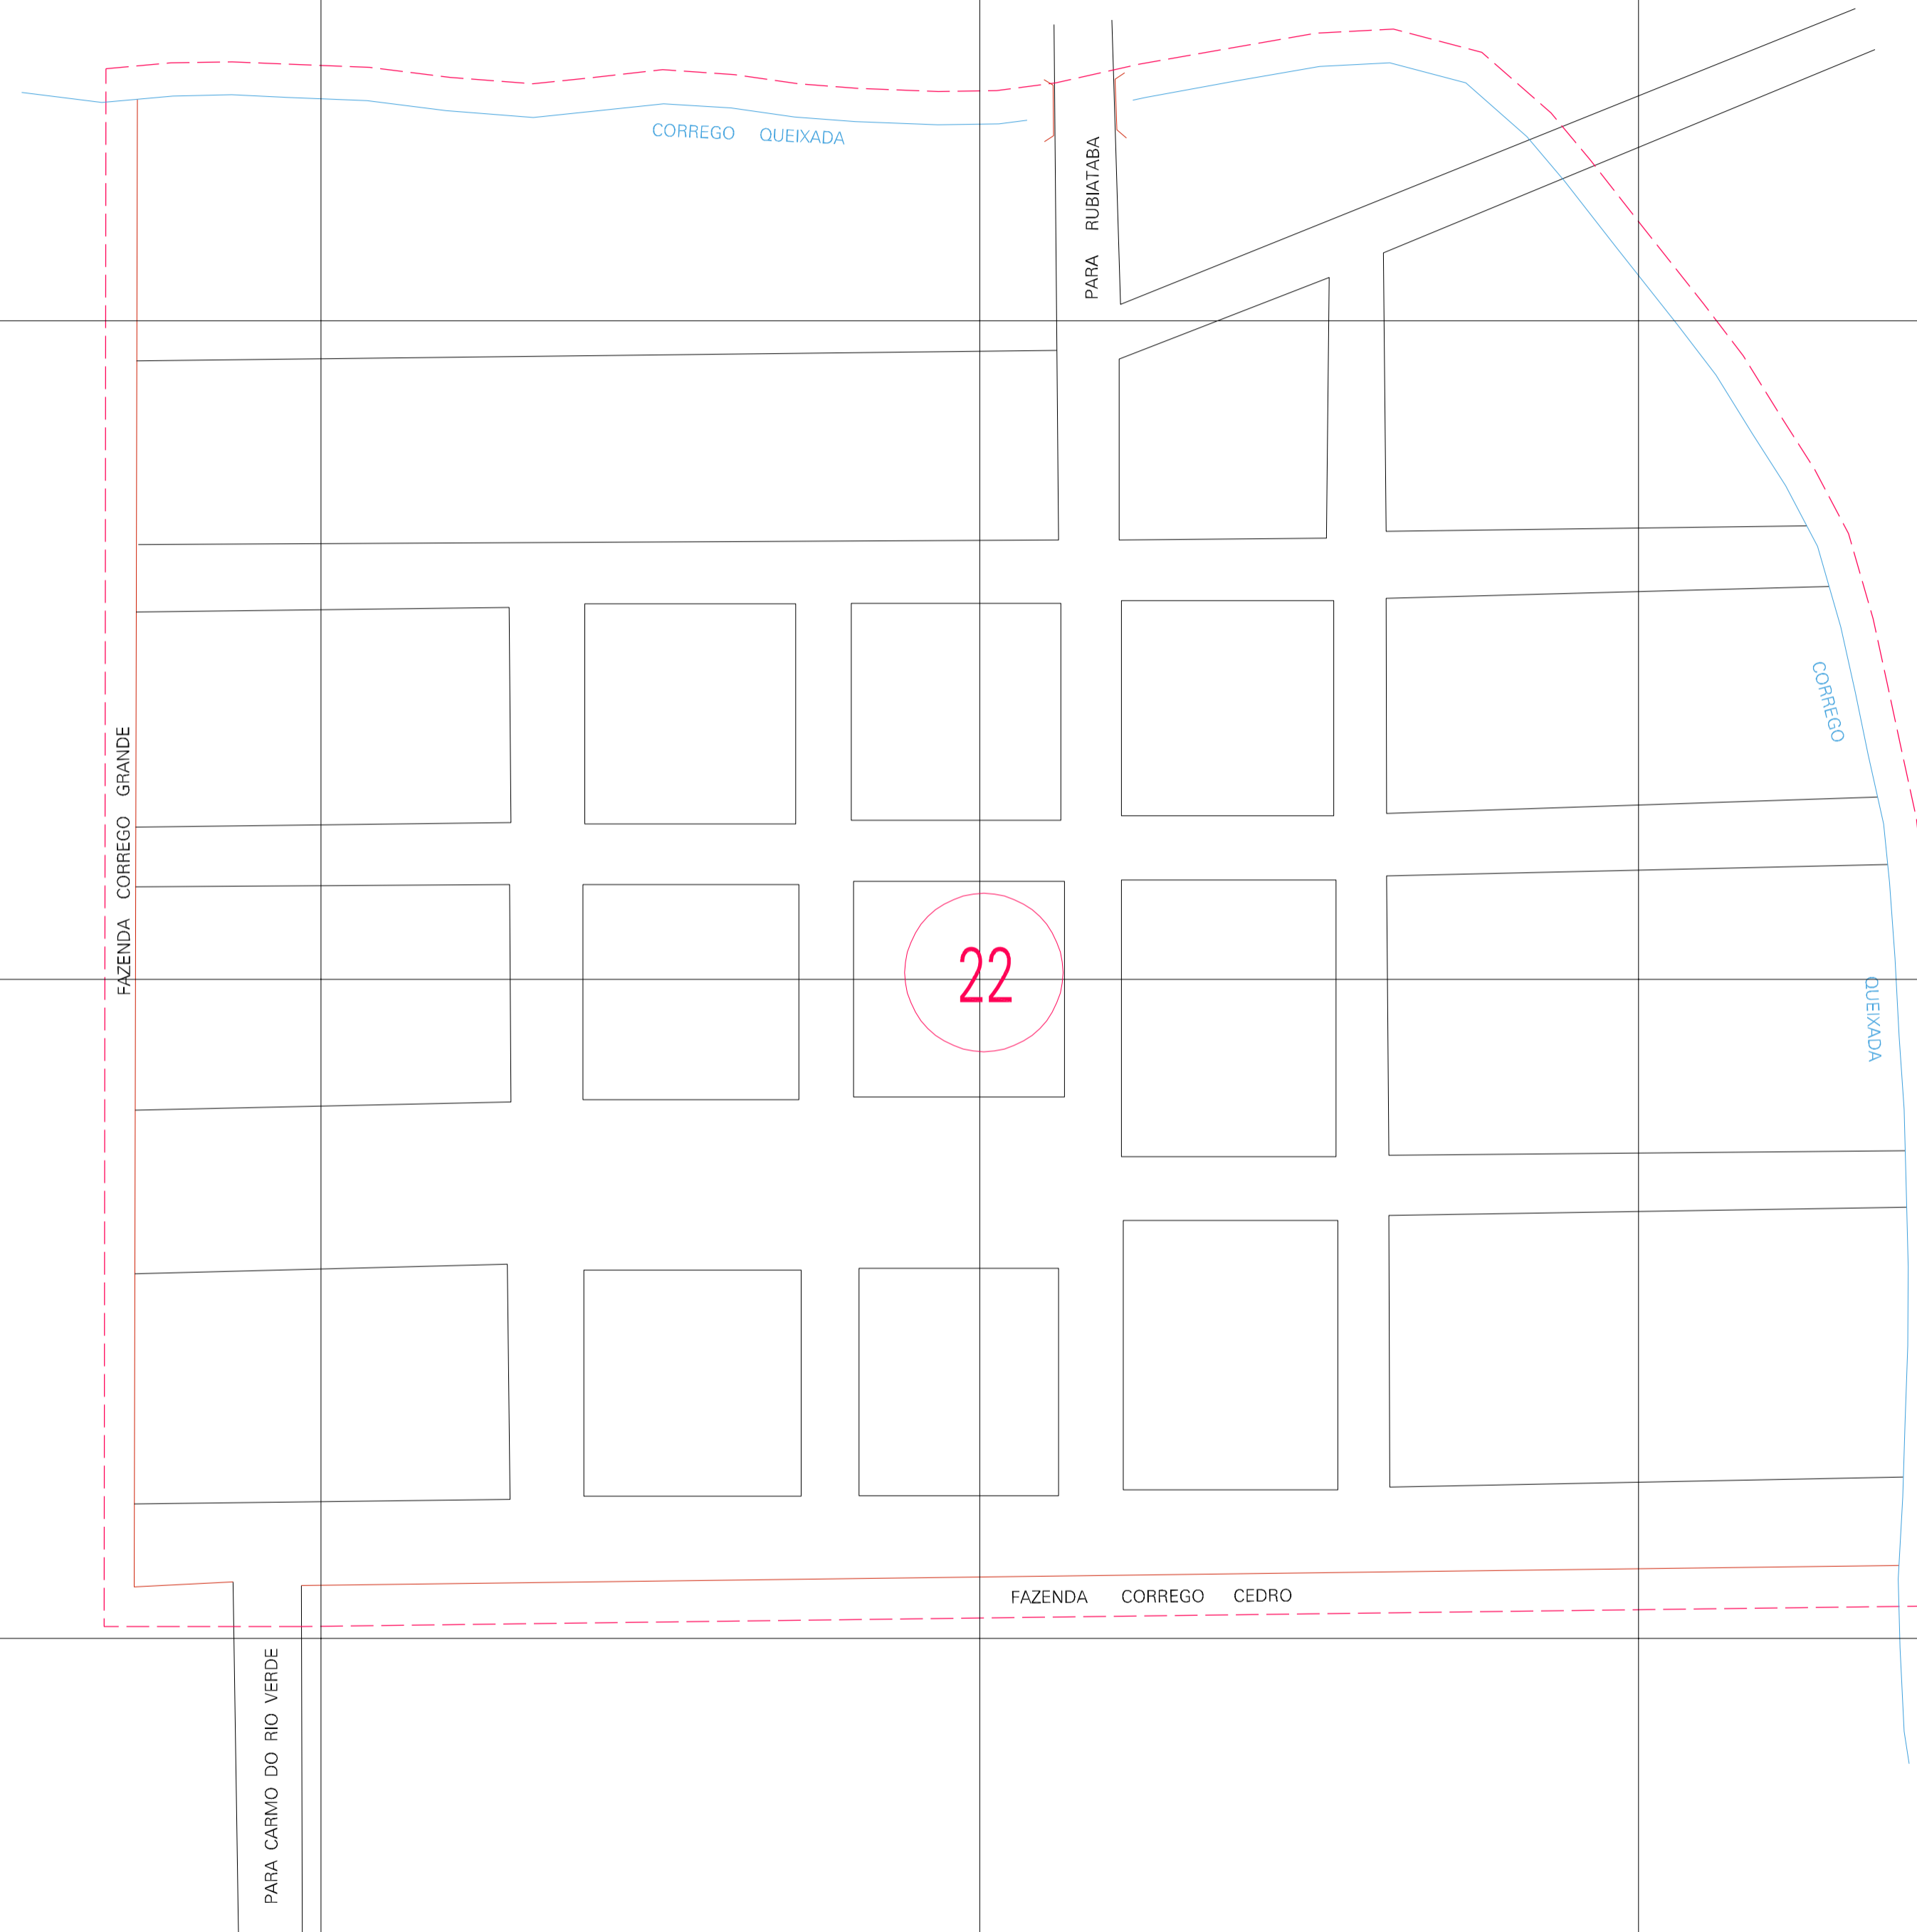 CORREGO QUEIXADA
PARA RUBIATABA
CORREGO QUEIXADA
FAZENDA CORREGO GRANDE
22
FAZENDA CORREGO CEDRO
PARA CARMO DO RIO VERDE